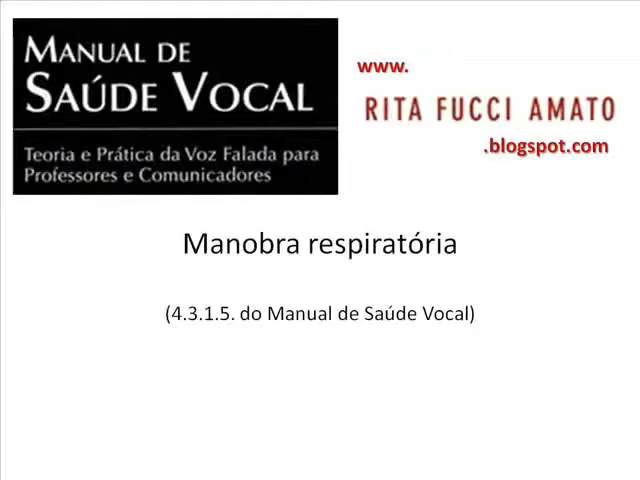 MANUAL DE
SAÚDE VOCAL
Teoria e Prática da Voz Falada para
Professores e Comunicadores
www.
RITA FUCCI AMATO
.blogspot.com
Manobra respiratória
(4.3.1.5. do Manual de Saúde Vocal)